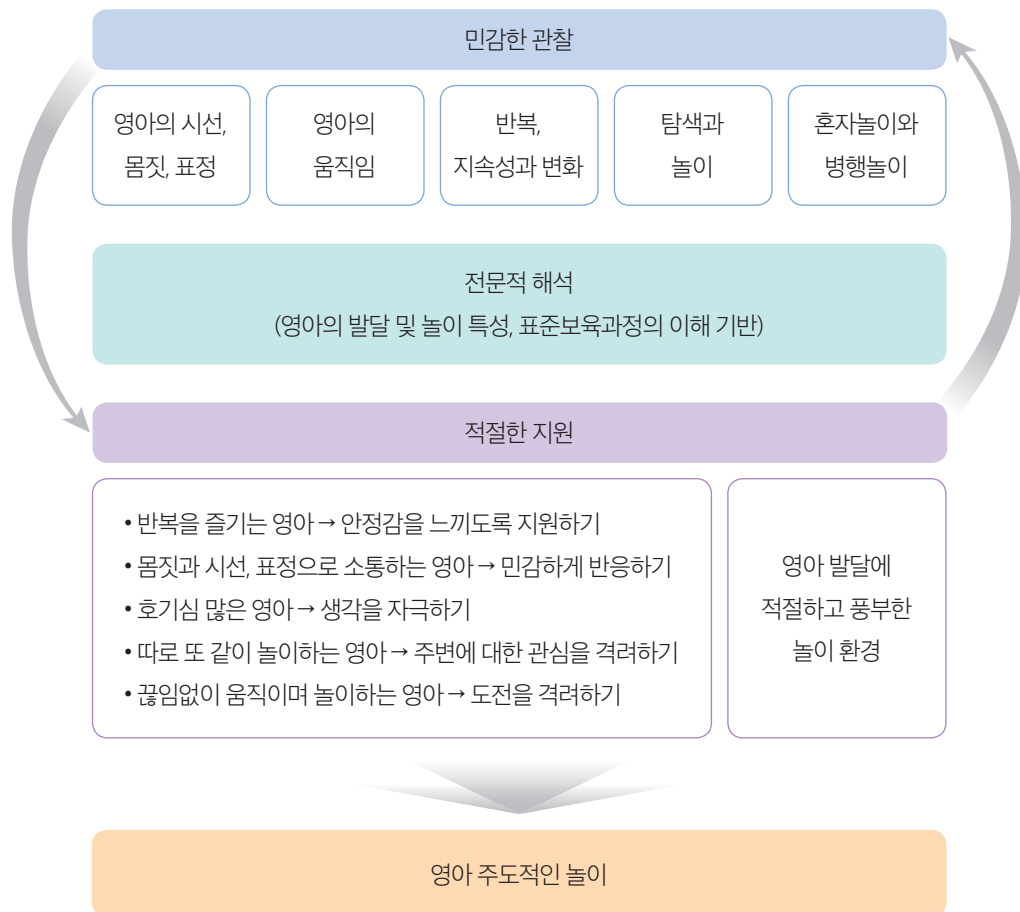 민감한 관찰
영아의 시선,
몸짓, 표정
영아의
움직임
반복,
지속성과 변화
탐색과
놀이
혼자놀이와
병행놀이
전문적 해석
(영아의 발달 및 놀이 특성, 표준보육과정의 이해 기반)
적절한 지원
• 반복을 즐기는 영아 → 안정감을 느끼도록 지원하기
• 몸짓과 시선, 표정으로 소통하는 영아 → 민감하게 반응하기
• 호기심 많은 영아 → 생각을 자극하기
• 따로 또 같이 놀이하는 영아 → 주변에 대한 관심을 격려하기
• 끊임없이 움직이며 놀이하는 영아 → 도전을 격려하기
영아 발달에
적절하고 풍부한
놀이 환경
영아 주도적인 놀이